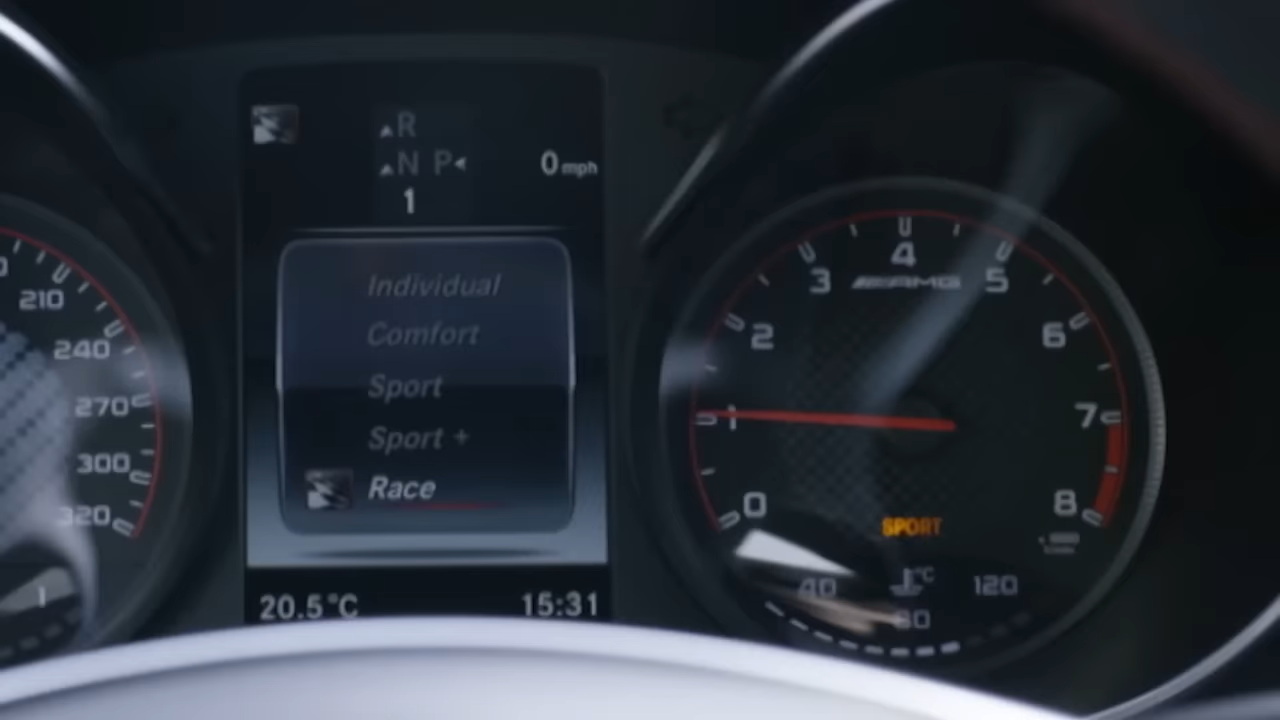 R
N P
0 mph
1
Individual
Comfort
Sport
Sport +
Race
20.5°C
15:31
210
240
270
300
320
0
1
2
3
4
5
6
7
8
AMG
SPORT
40
°C
120
80